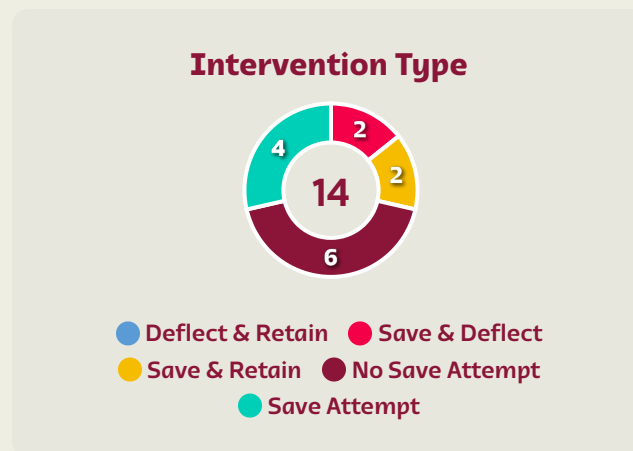 Intervention Type
2
4
2
14
6
Deflect & Retain
Save & Deflect
Save & Retain
No Save Attempt
Save Attempt